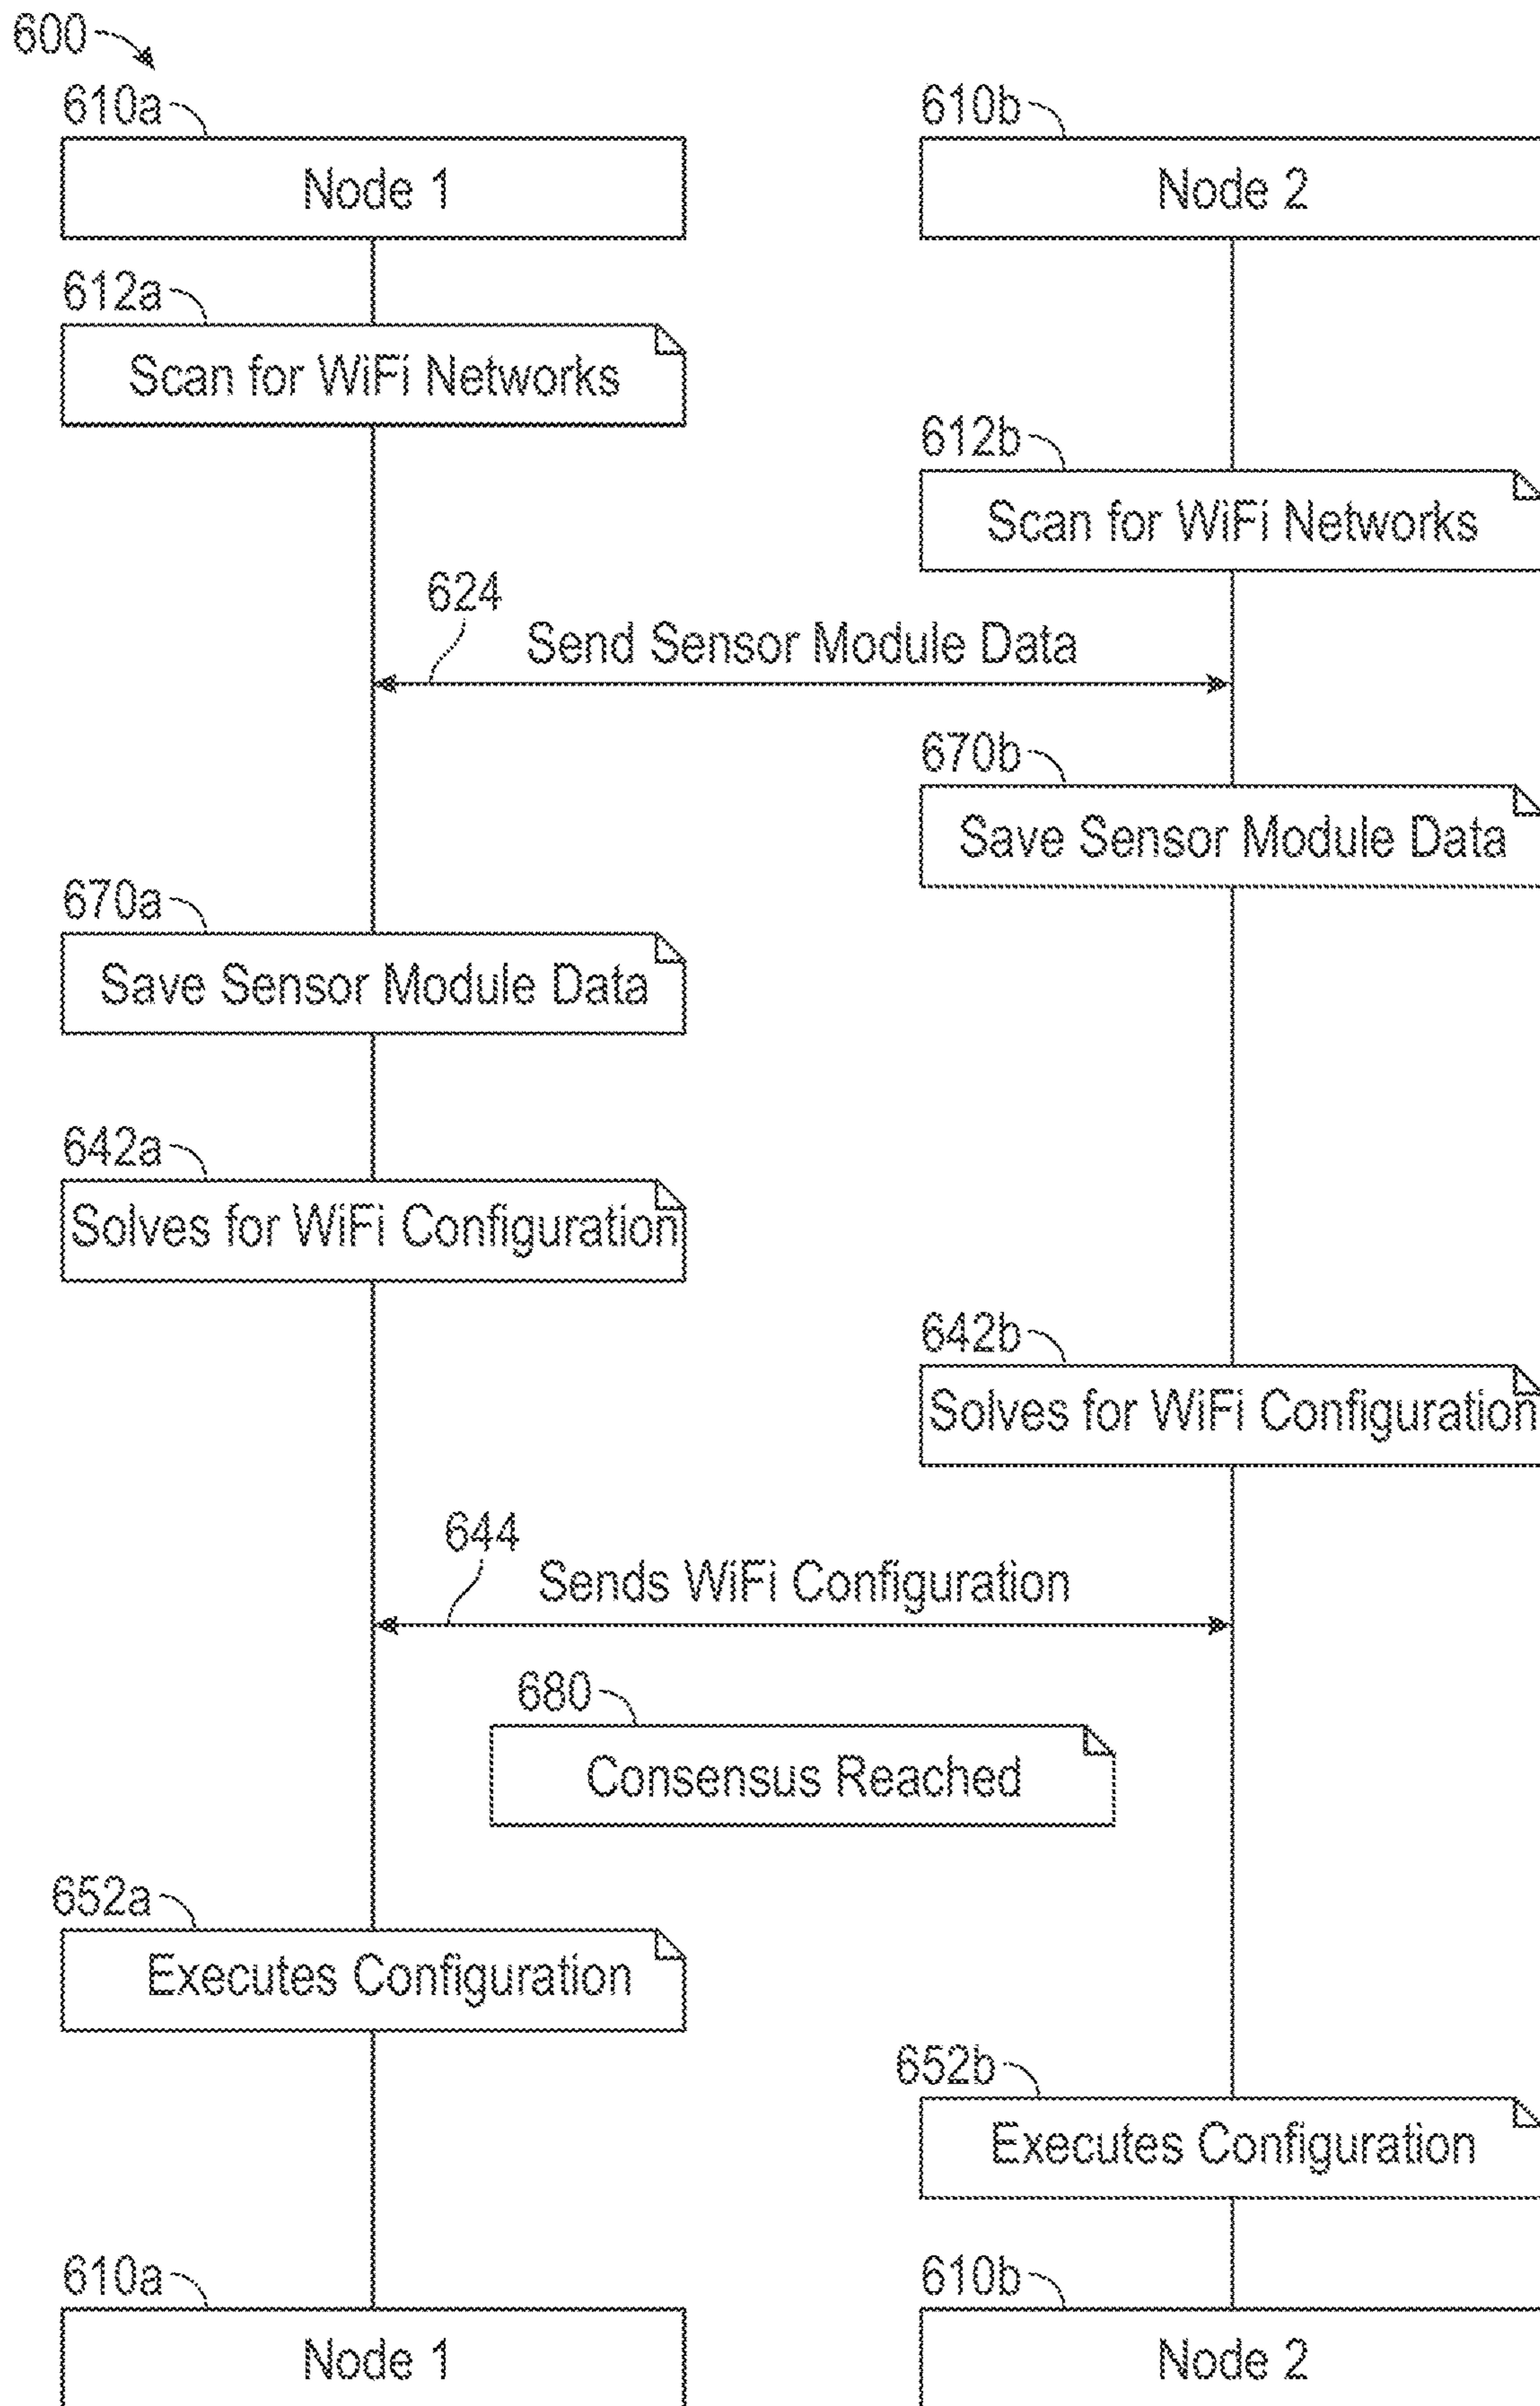 600
610a
610b
Node 1
Node 2
612a
Scan for WiFi Networks
612b
Scan for WiFi Networks
624
Send Sensor Module Data
670b
Save Sensor Module Data
670a
Save Sensor Module Data
642a
Solves for WiFi Configuration
642b
Solves for WiFi Configuration
644
Sends WiFi Configuration
680
Consensus Reached
652a
Executes Configuration
652b
Executes Configuration
610a
610b
Node 1
Node 2